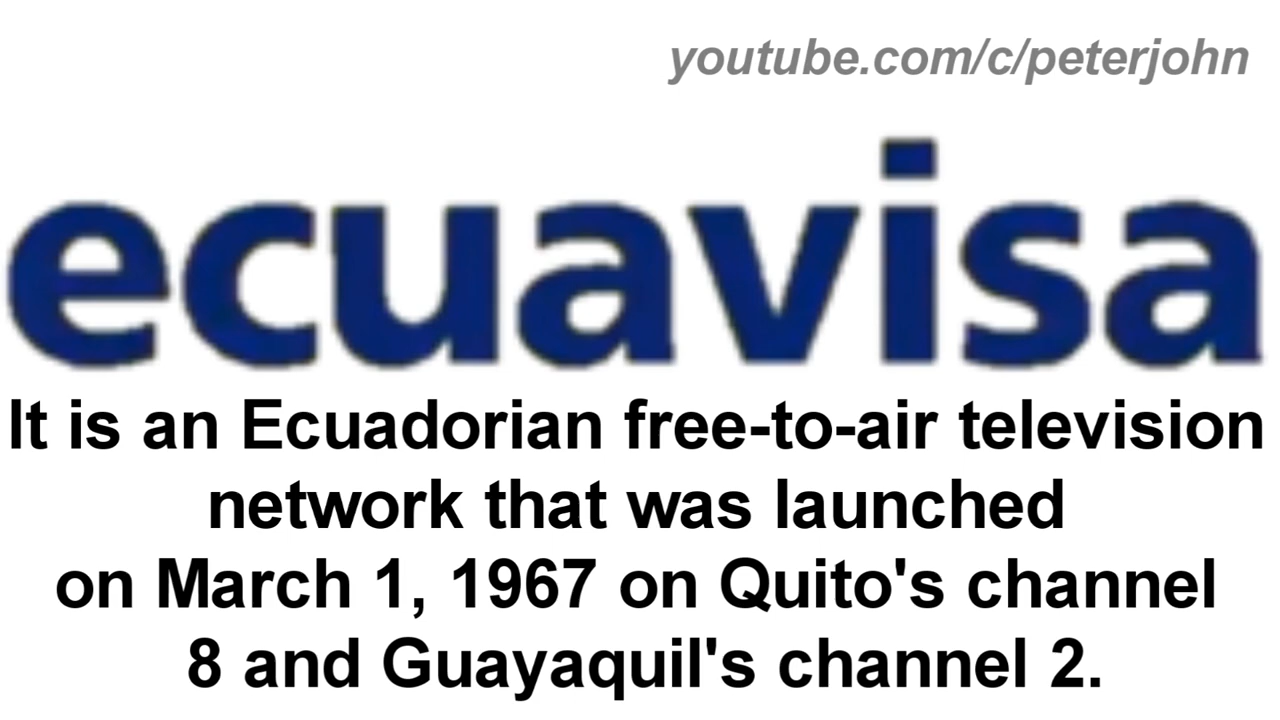 youtube.com/c/peterjohn
ecuavisa
It is an Ecuadorian free-to-air television
network that was launched
on March 1, 1967 on Quito's channel
8 and Guayaquil's channel 2.